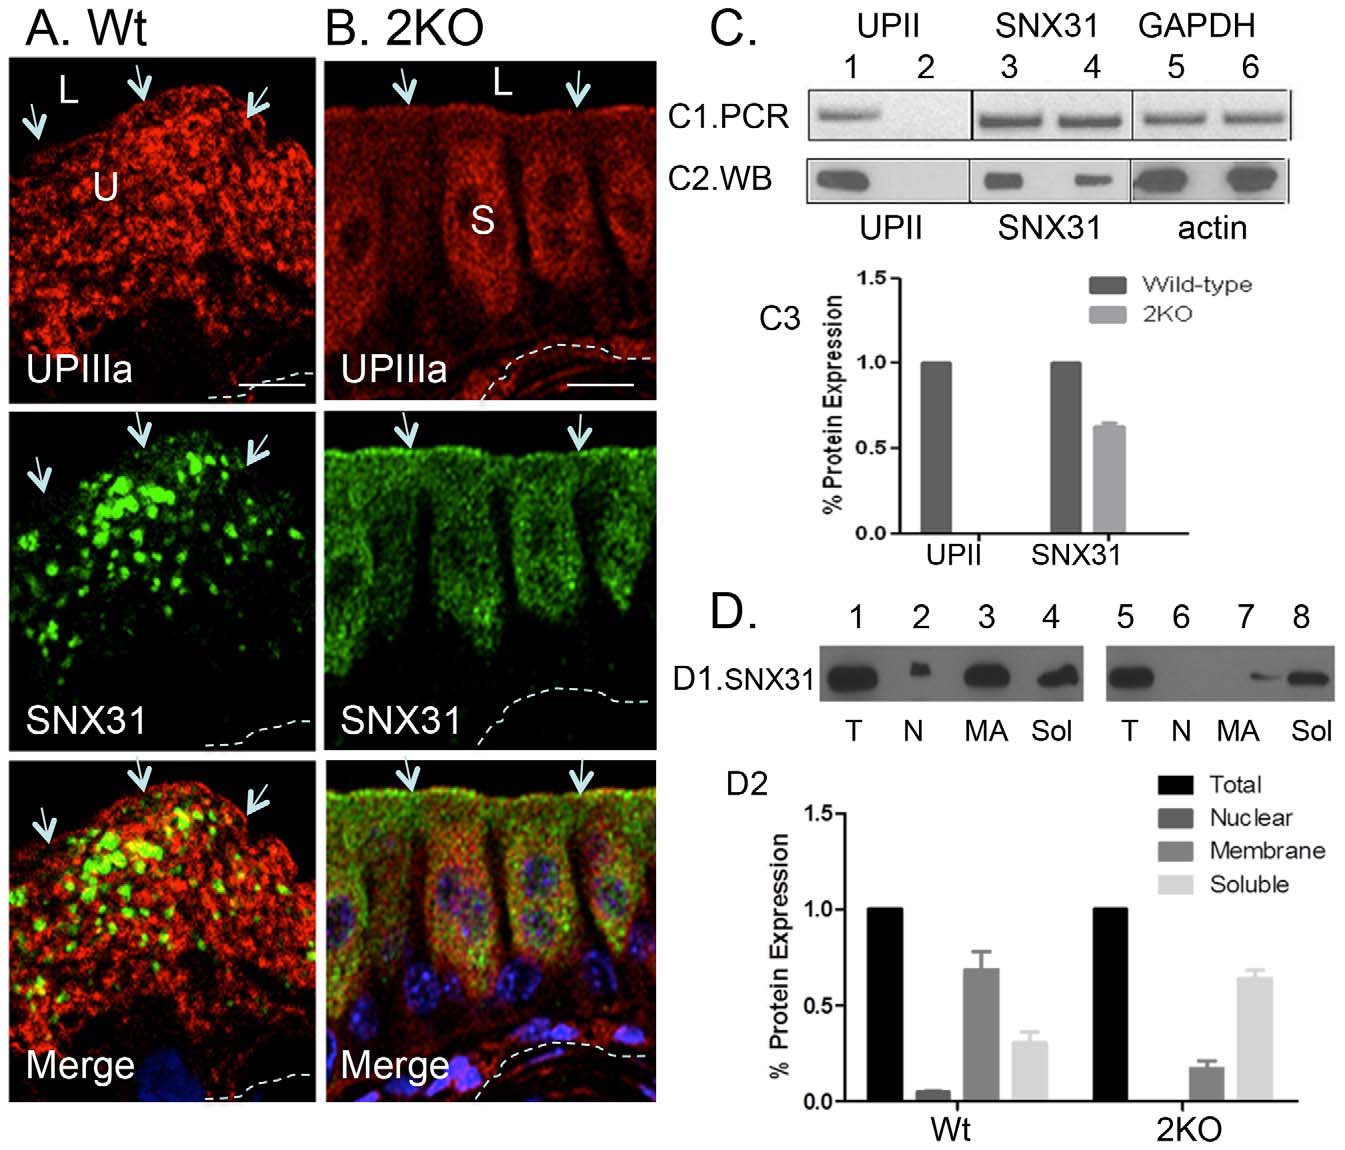 A. Wt
L
U
UPIIIa
SNX31
Merge
B. 2KO
L
S
UPIIIa
SNX31
Merge
C.
UPII SNX31 GAPDH
1 2 3 4 5 6
C1.PCR
C2.WB
UPII SNX31 actin
C3
% Protein Expression
1.5
1.0
0.5
0.0
Wild-type
2KO
UPII SNX31
D.
1 2 3 4 5 6 7 8
D1.SNX31
T N MA Sol T N MA Sol
D2
% Protein Expression
1.5
1.0
0.5
0.0
Total
Nuclear
Membrane
Soluble
Wt 2KO